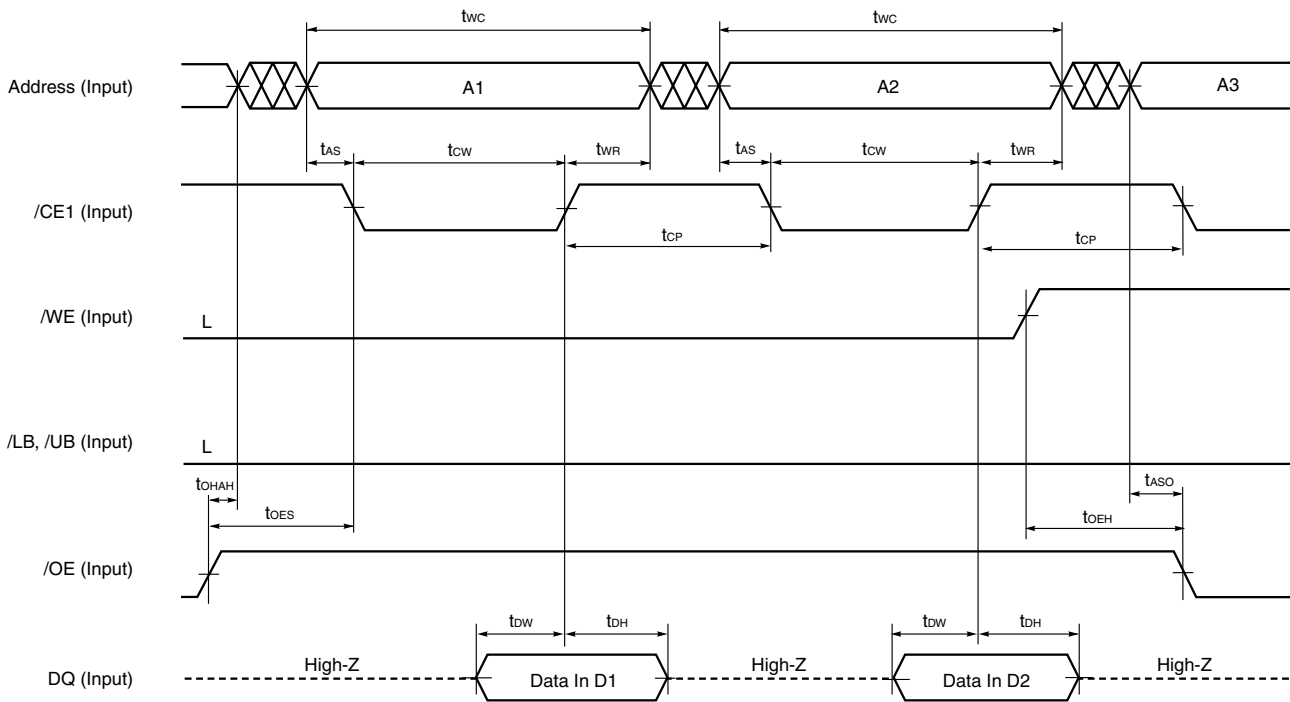 tWC tWC
Address (Input) A1 A2 A3
tAS tCW tWR tAS tCW tWR
/CE1 (Input)
tCP tCP
/WE (Input) L
/LB, /UB (Input) L
tOHAH tASO
tOES tOEH
/OE (Input)
tDW tDH tDW tDH
High-Z High-Z High-Z
DQ (Input) Data In D1 Data In D2